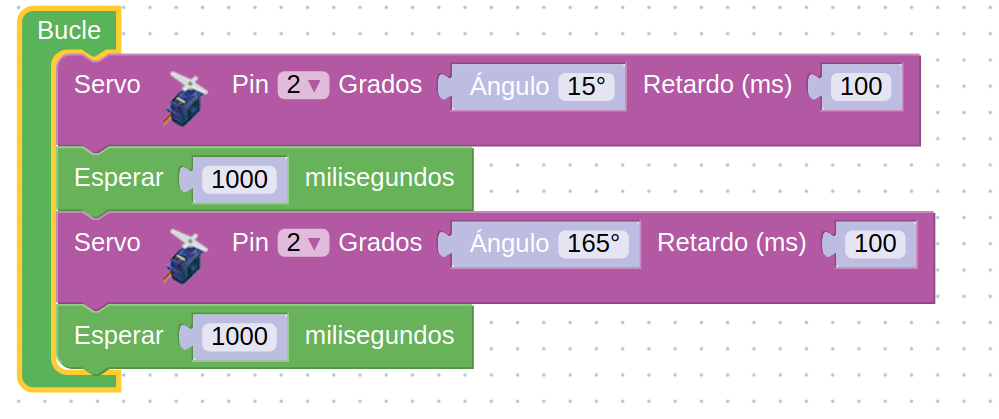 Bucle
Servo Pin 2 ▼ Grados Ángulo 15° Retardo (ms) 100
Esperar 1000 milisegundos
Servo Pin 2 ▼ Grados Ángulo 165° Retardo (ms) 100
Esperar 1000 milisegundos